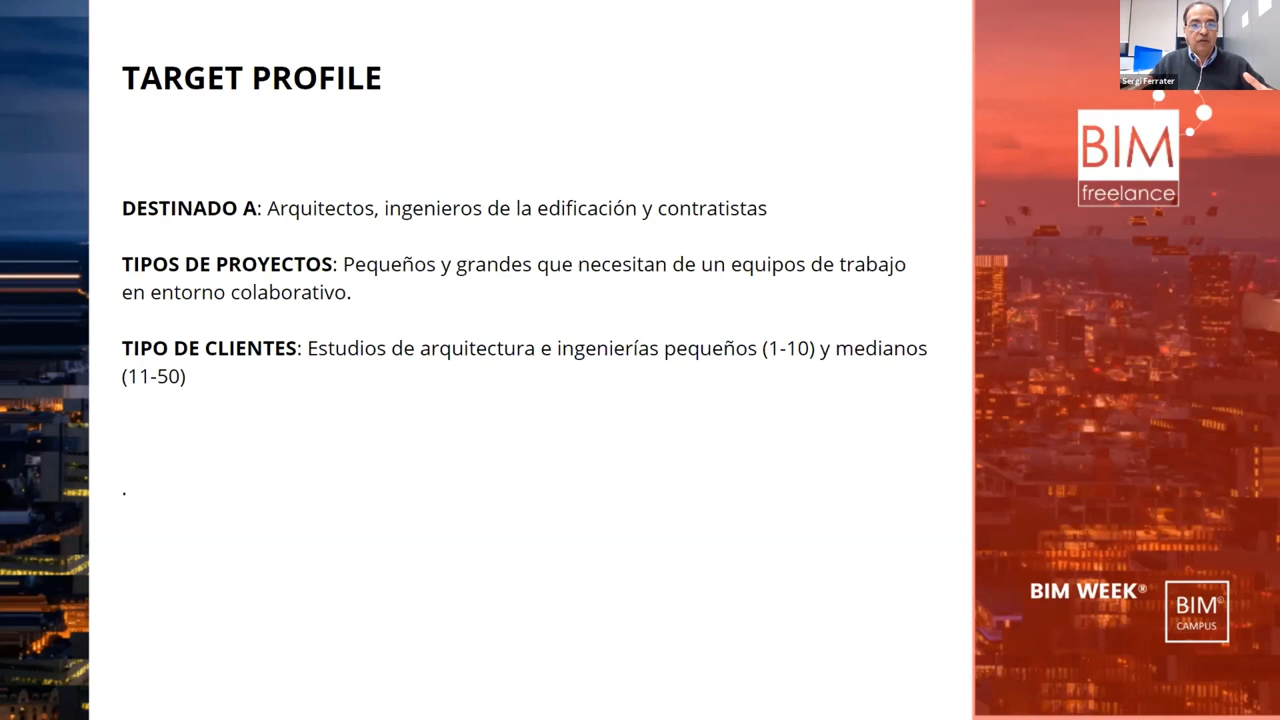 TARGET PROFILE
Sergi Ferrater
BIM
freelance
DESTINADO A: Arquitectos, ingenieros de la edificación y contratistas
TIPOS DE PROYECTOS: Pequeños y grandes que necesitan de un equipos de trabajo
en entorno colaborativo.
TIPO DE CLIENTES: Estudios de arquitectura e ingenierías pequeños (1-10) y medianos
(11-50)
.
BIM WEEK®
BIM©
CAMPUS